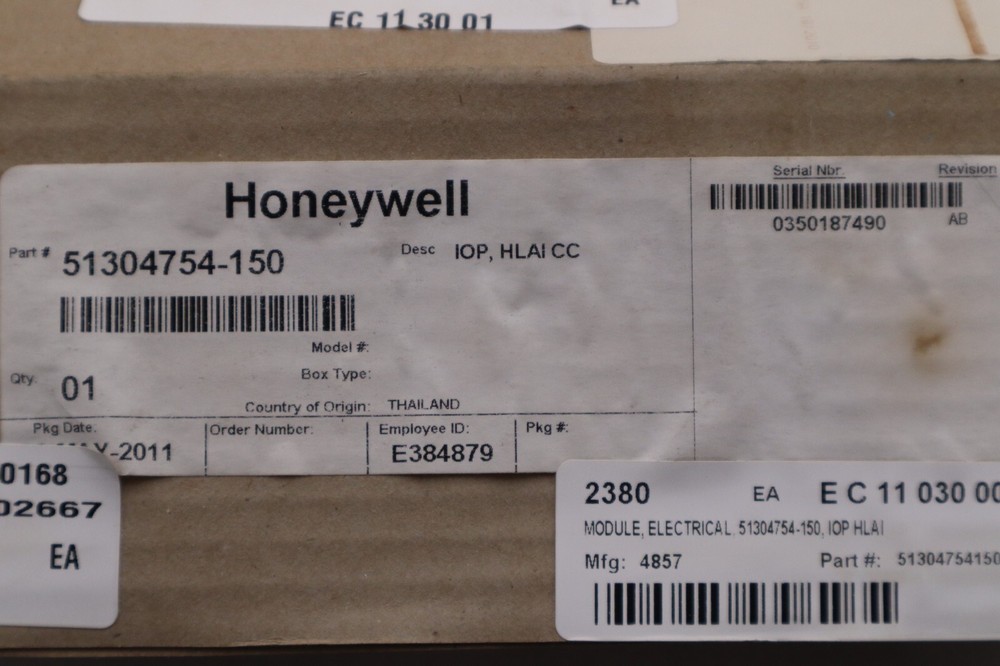 EA
EC 11 30 01
Honeywell
Serial Nbr.
Revision
0350187490
AB
Part # 51304754-150
Desc IOP, HLAI CC
Model #:
Box Type:
Qty: 01
Country of Origin: THAILAND
Pkg Date:
Order Number:
Employee ID:
Pkg #:
-2011
E384879
0168
02667
EA
2380 EA E C 11 030 00
MODULE, ELECTRICAL, 51304754-150, IOP HLAI
Mfg: 4857 Part #: 51304754150